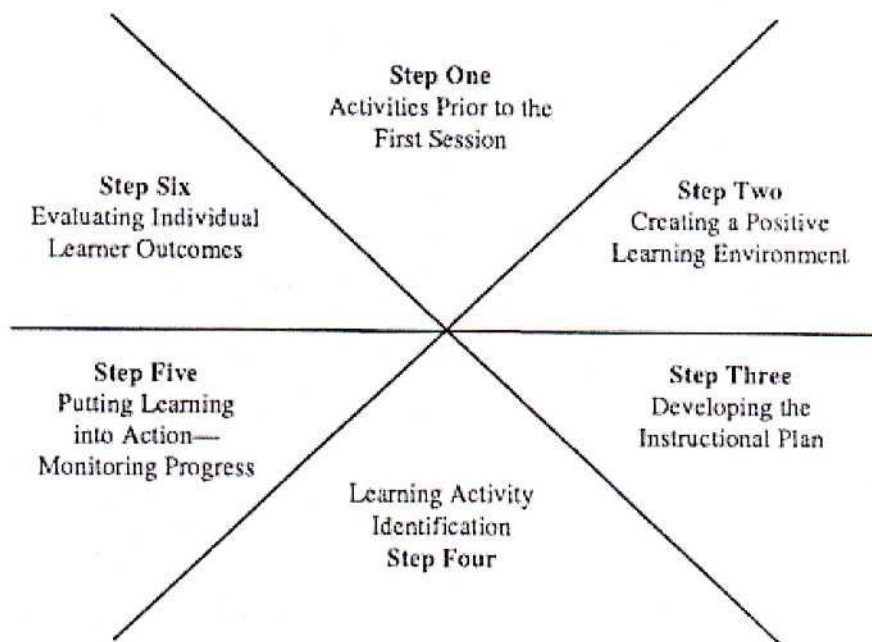 Step One
Activities Prior to the
First Session
Step Two
Creating a Positive
Learning Environment
Step Three
Developing the
Instructional Plan
Learning Activity
Identification
Step Four
Step Five
Putting Learning
into Action—
Monitoring Progress
Step Six
Evaluating Individual
Learner Outcomes